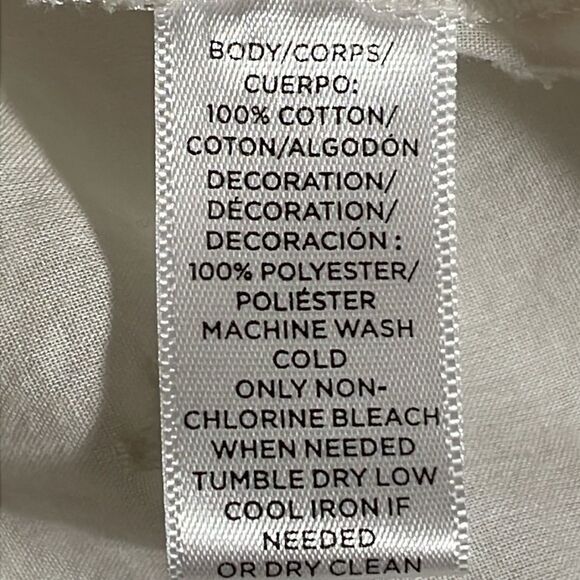 BODY/CORPS/
CUERPO:
100% COTTON/
COTON/ALGODÓN
DECORATION/
DÉCORATION/
DECORACIÓN :
100% POLYESTER/
POLIÉSTER
MACHINE WASH
COLD
ONLY NON-
CHLORINE BLEACH
WHEN NEEDED
TUMBLE DRY LOW
COOL IRON IF
NEEDED
OR DRY CLEAN